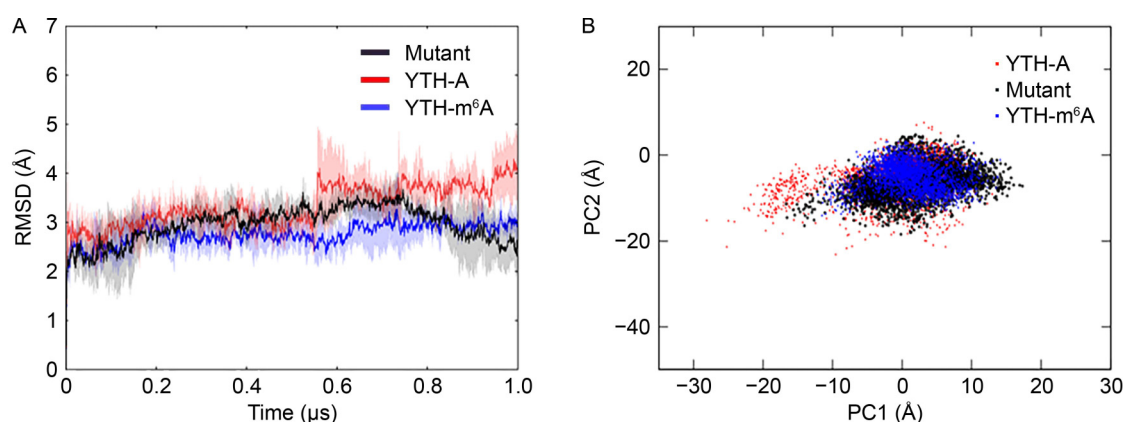 A
7
6
5
4
3
2
1
0
RMSD (Å)
Mutant
YTH-A
YTH-m⁶A
0
0.2
0.4
0.6
0.8
1.0
Time (µs)
B
20
0
−20
−40
PC2 (Å)
YTH-A
Mutant
YTH-m⁶A
−30
−20
−10
0
10
20
30
PC1 (Å)